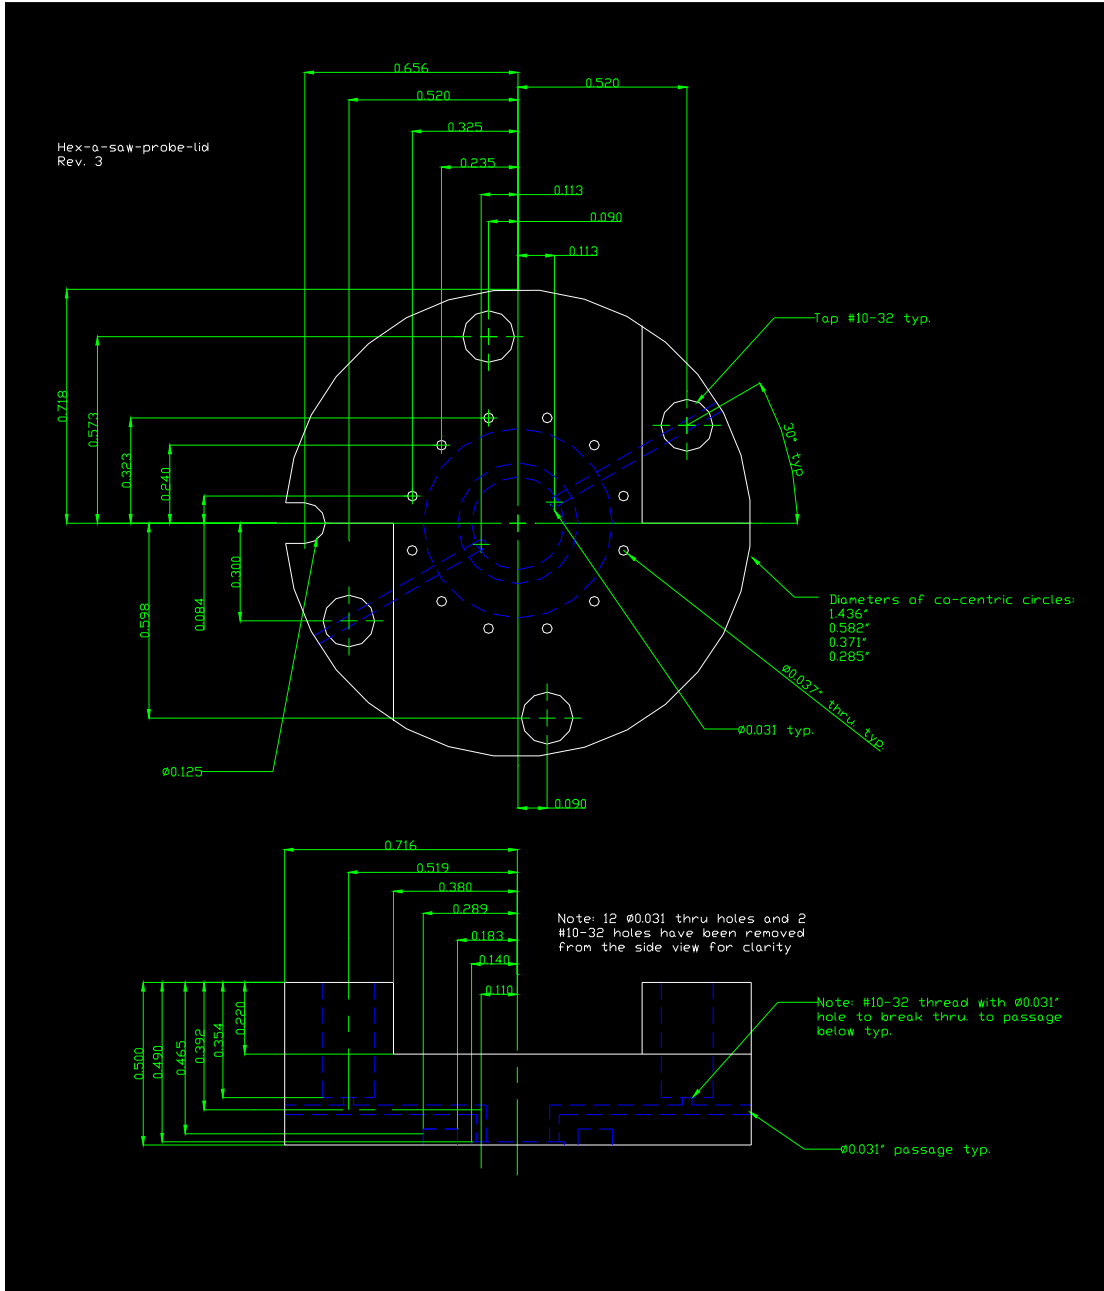 0.656
0.520
0.520
0.325
Hex-a-saw-probe-lid
Rev. 3
0.235
0.113
0.090
0.113
Tap #10-32 typ.
0.718
0.573
0.323
0.240
0.084
30° typ
0.300
0.598
Diameters of co-centric circles:
1.436"
0.582"
0.371"
0.285"
Ø0.037" thru. typ.
Ø0.031 typ.
Ø0.125
0.090
0.716
0.519
0.380
0.289
0.183
0.140
0.110
Note: 12 Ø0.031 thru holes and 2
#10-32 holes have been removed
from the side view for clarity
0.500
0.490
0.465
0.392
0.354
0.220
Note: #10-32 thread with Ø0.031"
hole to break thru. to passage
below typ.
Ø0.031" passage typ.